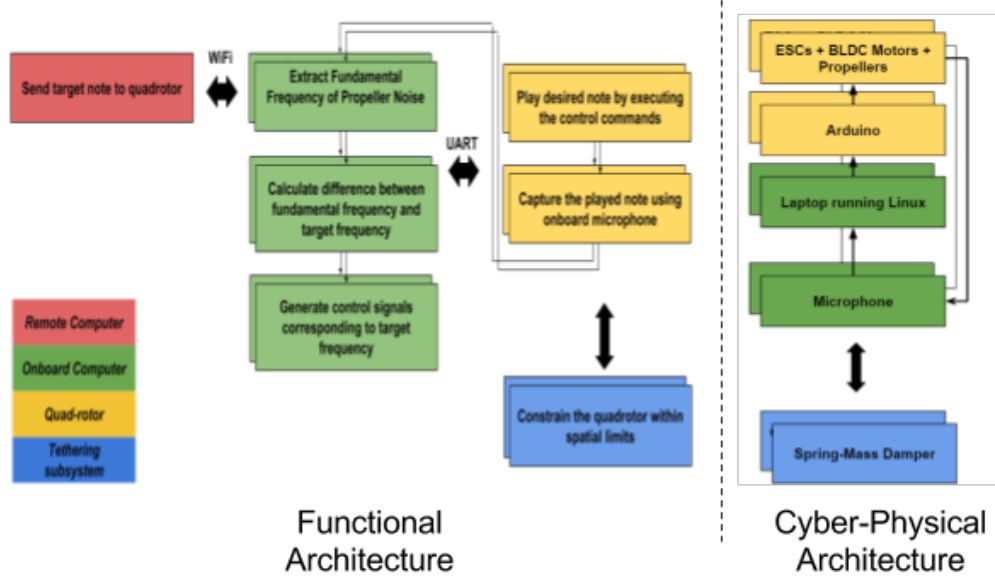 Send target note to quadrotor
WiFi
Extract Fundamental
Frequency of Propeller Noise
Calculate difference between
fundamental frequency and
target frequency
Generate control signals
corresponding to target
frequency
UART
Play desired note by executing
the control commands
Capture the played note using
onboard microphone
Constrain the quadrotor within
spatial limits
Remote Computer
Onboard Computer
Quad-rotor
Tethering
subsystem
Functional
Architecture
ESCs + BLDC Motors +
Propellers
Arduino
Laptop running Linux
Microphone
Spring-Mass Damper
Cyber-Physical
Architecture